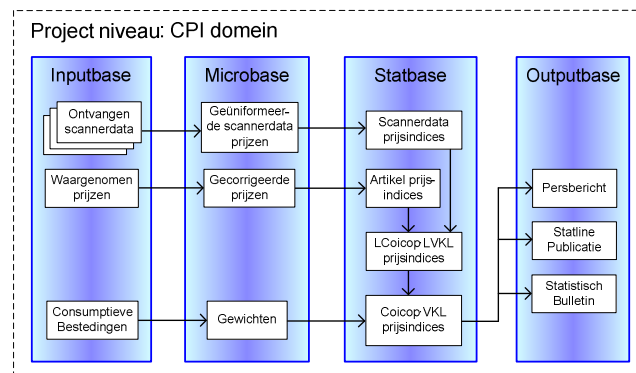 Project niveau: CPI domein
Inputbase
Microbase
Statbase
Outputbase
Ontvangen
scannerdata
Geüniformeer-
de scannerdata
prijzen
Scannerdata
prijsindices
Waargenomen
prijzen
Gecorrigeerde
prijzen
Artikel prijs-
indices
Persbericht
LCoicop LVKL
prijsindices
Statline
Publicatie
Statistisch
Bulletin
Consumptieve
Bestedingen
Gewichten
Coicop VKL
prijsindices